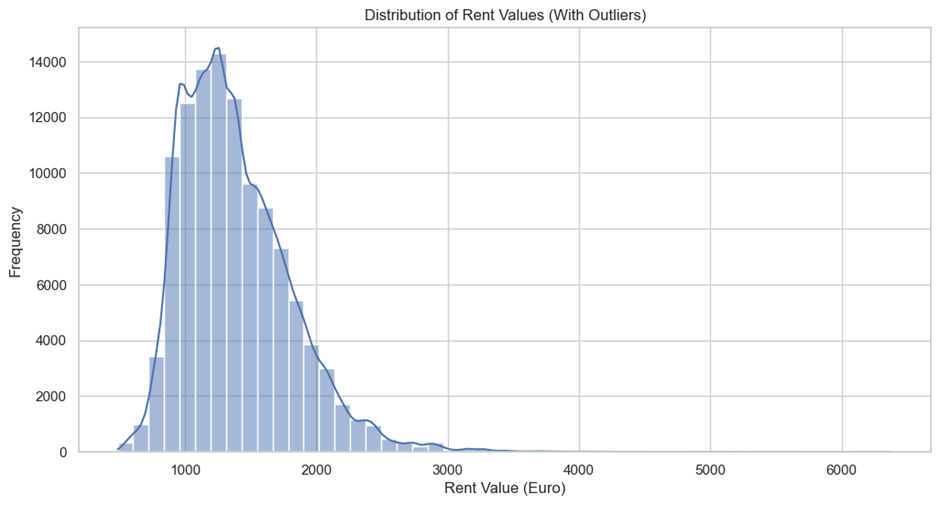 Distribution of Rent Values (With Outliers)
14000
12000
10000
8000
6000
4000
2000
0
Frequency
1000 2000 3000 4000 5000 6000
Rent Value (Euro)